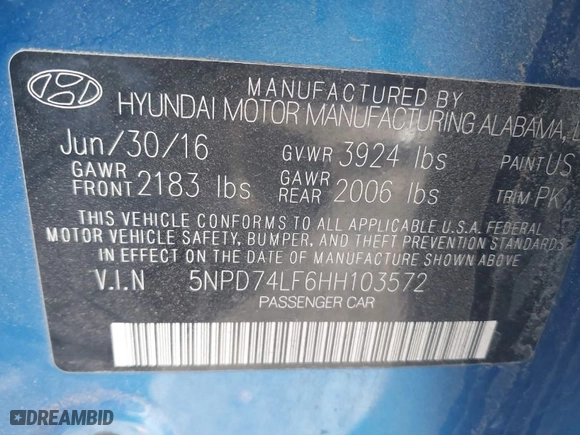 MANUFACTURED BY
HYUNDAI MOTOR MANUFACTURING ALABAMA,
Jun/30/16 GVWR 3924 lbs PAINT US
GAWR FRONT 2183 lbs GAWR REAR 2006 lbs TRIM PK
THIS VEHICLE CONFORMS TO ALL APPLICABLE U.S.A. FEDERAL
MOTOR VEHICLE SAFETY, BUMPER, AND THEFT PREVENTION STANDARDS
IN EFFECT ON THE DATE OF MANUFACTURE SHOWN ABOVE.
V.I.N 5NPD74LF6HH103572
PASSENGER CAR
DREAMBID